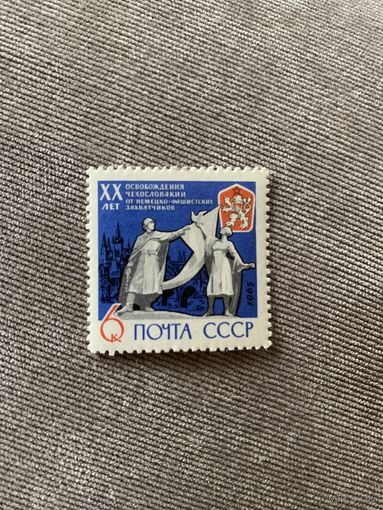 XX
ЛЕТ
ОСВОБОЖДЕНИЯ
ЧЕХОСЛОВАКИИ
ОТ НЕМЕЦКО-ФАШИСТСКИХ
ЗАХВАТЧИКОВ
1965
6 К
ПОЧТА СССР